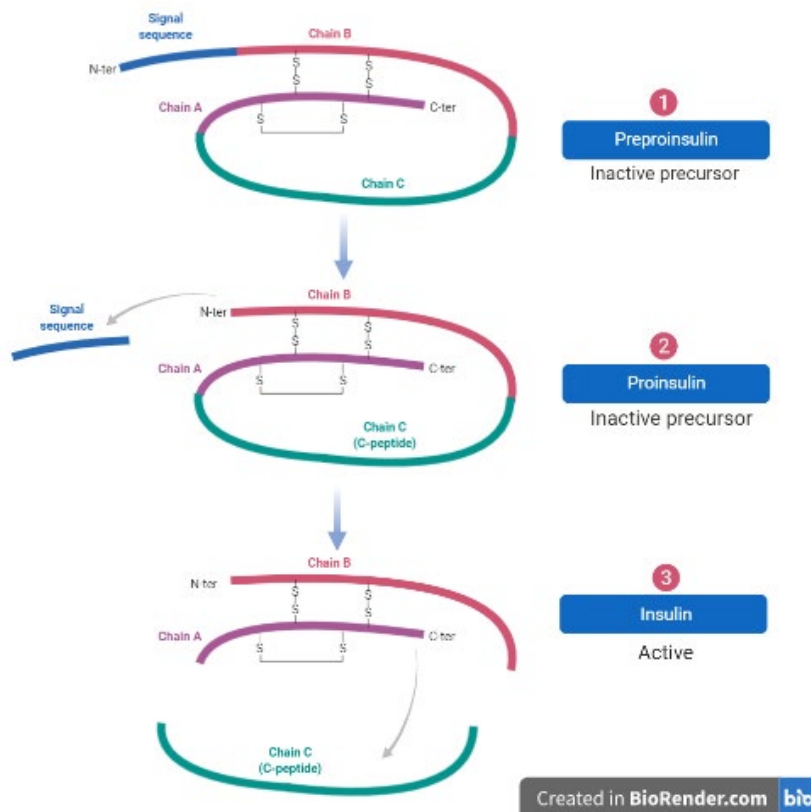 Signal
sequence
Chain B
N-ter
S
S
S
S
Chain A
S
S
C-ter
Chain C
1
Preproinsulin
Inactive precursor
Signal
sequence
N-ter
Chain B
S
S
S
S
Chain A
S
S
C-ter
Chain C
(C-peptide)
2
Proinsulin
Inactive precursor
N-ter
Chain B
S
S
S
S
Chain A
S
S
C-ter
Chain C
(C-peptide)
3
Insulin
Active
Created in BioRender.com bio